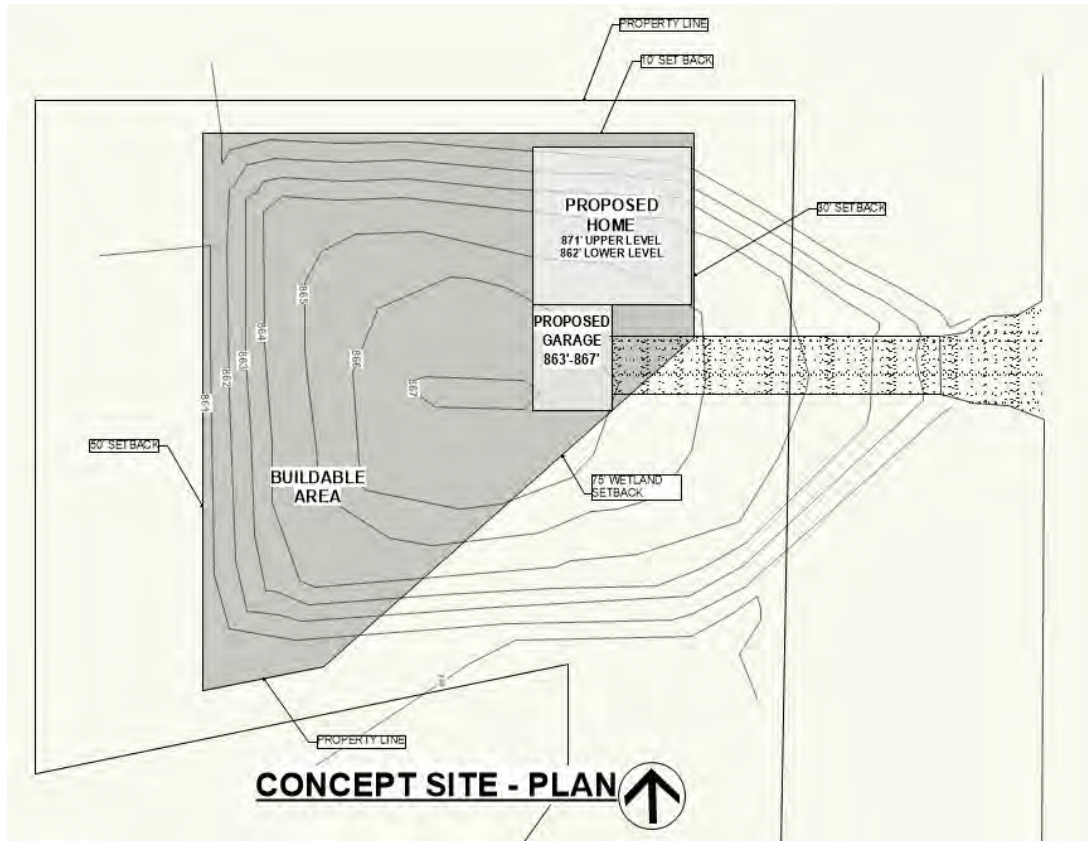 PROPERTY LINE
10' SET BACK
PROPOSED
HOME
871' UPPER LEVEL
862' LOWER LEVEL
SETBACK
865
864
863
862
861
866
867
PROPOSED
GARAGE
863'-867'
50' SETBACK
BUILDABLE
AREA
75' WETLAND
SETBACK
PROPERTY LINE
CONCEPT SITE - PLAN